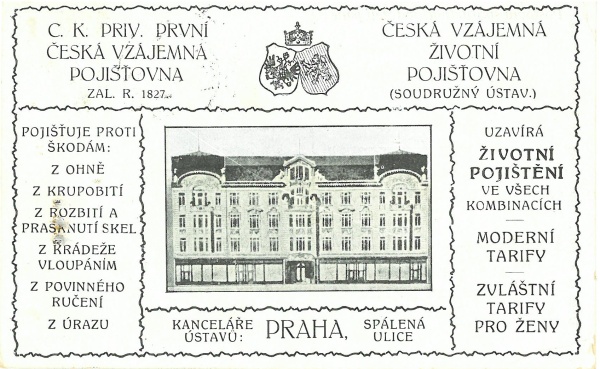 C. K. PRIV. PRVNÍ
ČESKÁ VZÁJEMNÁ
POJIŠŤOVNA
ZAL. R. 1827.
ČESKÁ VZÁJEMNÁ
ŽIVOTNÍ
POJIŠŤOVNA
(SOUDRUŽNÝ ÚSTAV.)
POJIŠŤUJE PROTI
ŠKODÁM:
Z OHNĚ
Z KRUPOBITÍ
Z ROZBITÍ A
PRASKNUTÍ SKEL
Z KRÁDEŽE
VLOUPÁNÍM
Z POVINNÉHO
RUČENÍ
Z ÚRAZU
UZAVÍRÁ
ŽIVOTNÍ
POJIŠTĚNÍ
VE VŠECH
KOMBINACÍCH
MODERNÍ
TARIFY
ZVLÁŠTNÍ
TARIFY
PRO ŽENY
KANCELÁŘE
ÚSTAVŮ:
PRAHA,
SPÁLENÁ
ULICE